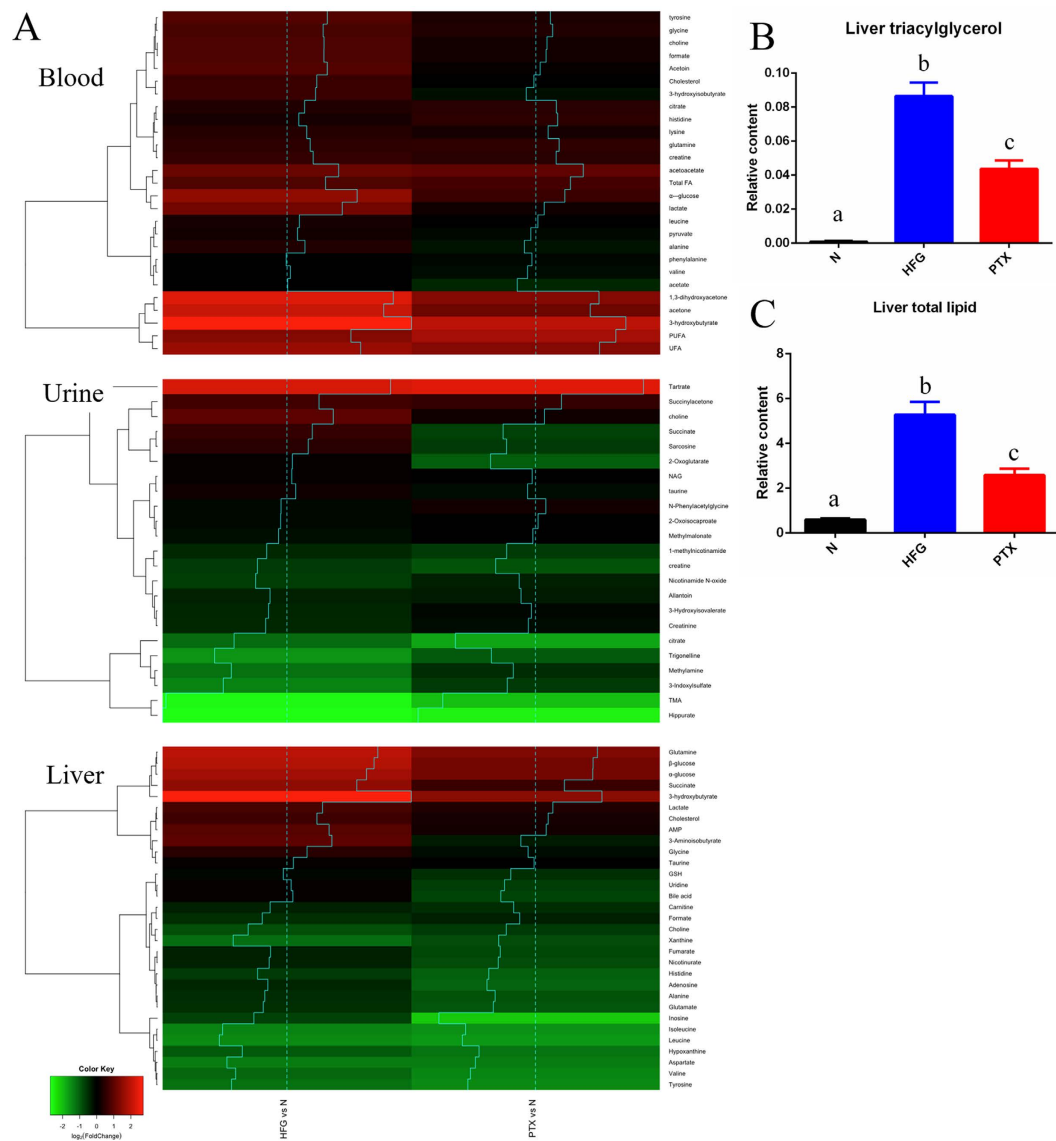 A
Blood
tyrosine
glycine
choline
formate
Acetoin
Cholesterol
3-hydroxyisobutyrate
citrate
histidine
lysine
glutamine
creatine
acetoacetate
Total FA
α—glucose
lactate
leucine
pyruvate
alanine
phenylalanine
valine
acetate
1,3-dihydroxyacetone
acetone
3-hydroxybutyrate
PUFA
UFA
Urine
Tartrate
Succinylacetone
choline
Succinate
Sarcosine
2-Oxoglutarate
NAG
taurine
N-Phenylacetylglycine
2-Oxoisocaproate
Methylmalonate
1-methylnicotinamide
creatine
Nicotinamide N-oxide
Allantoin
3-Hydroxyisovalerate
Creatinine
citrate
Trigonelline
Methylamine
3-Indoxylsulfate
TMA
Hippurate
Liver
Glutamine
β-glucose
α-glucose
Succinate
3-hydroxybutyrate
Lactate
Cholesterol
AMP
3-Aminoisobutyrate
Glycine
Taurine
GSH
Uridine
Bile acid
Carnitine
Formate
Choline
Xanthine
Fumarate
Nicotinurate
Histidine
Adenosine
Alanine
Glutamate
Inosine
Isoleucine
Leucine
Hypoxanthine
Aspartate
Valine
Tyrosine
HFG vs N
PTX vs N
Color Key
-2 -1 0 1 2
log2(FoldChange)
B
Liver triacylglycerol
Relative content
0.10
0.08
0.06
0.04
0.02
0.00
a
b
c
N
HFG
PTX
C
Liver total lipid
Relative content
8
6
4
2
0
a
b
c
N
HFG
PTX